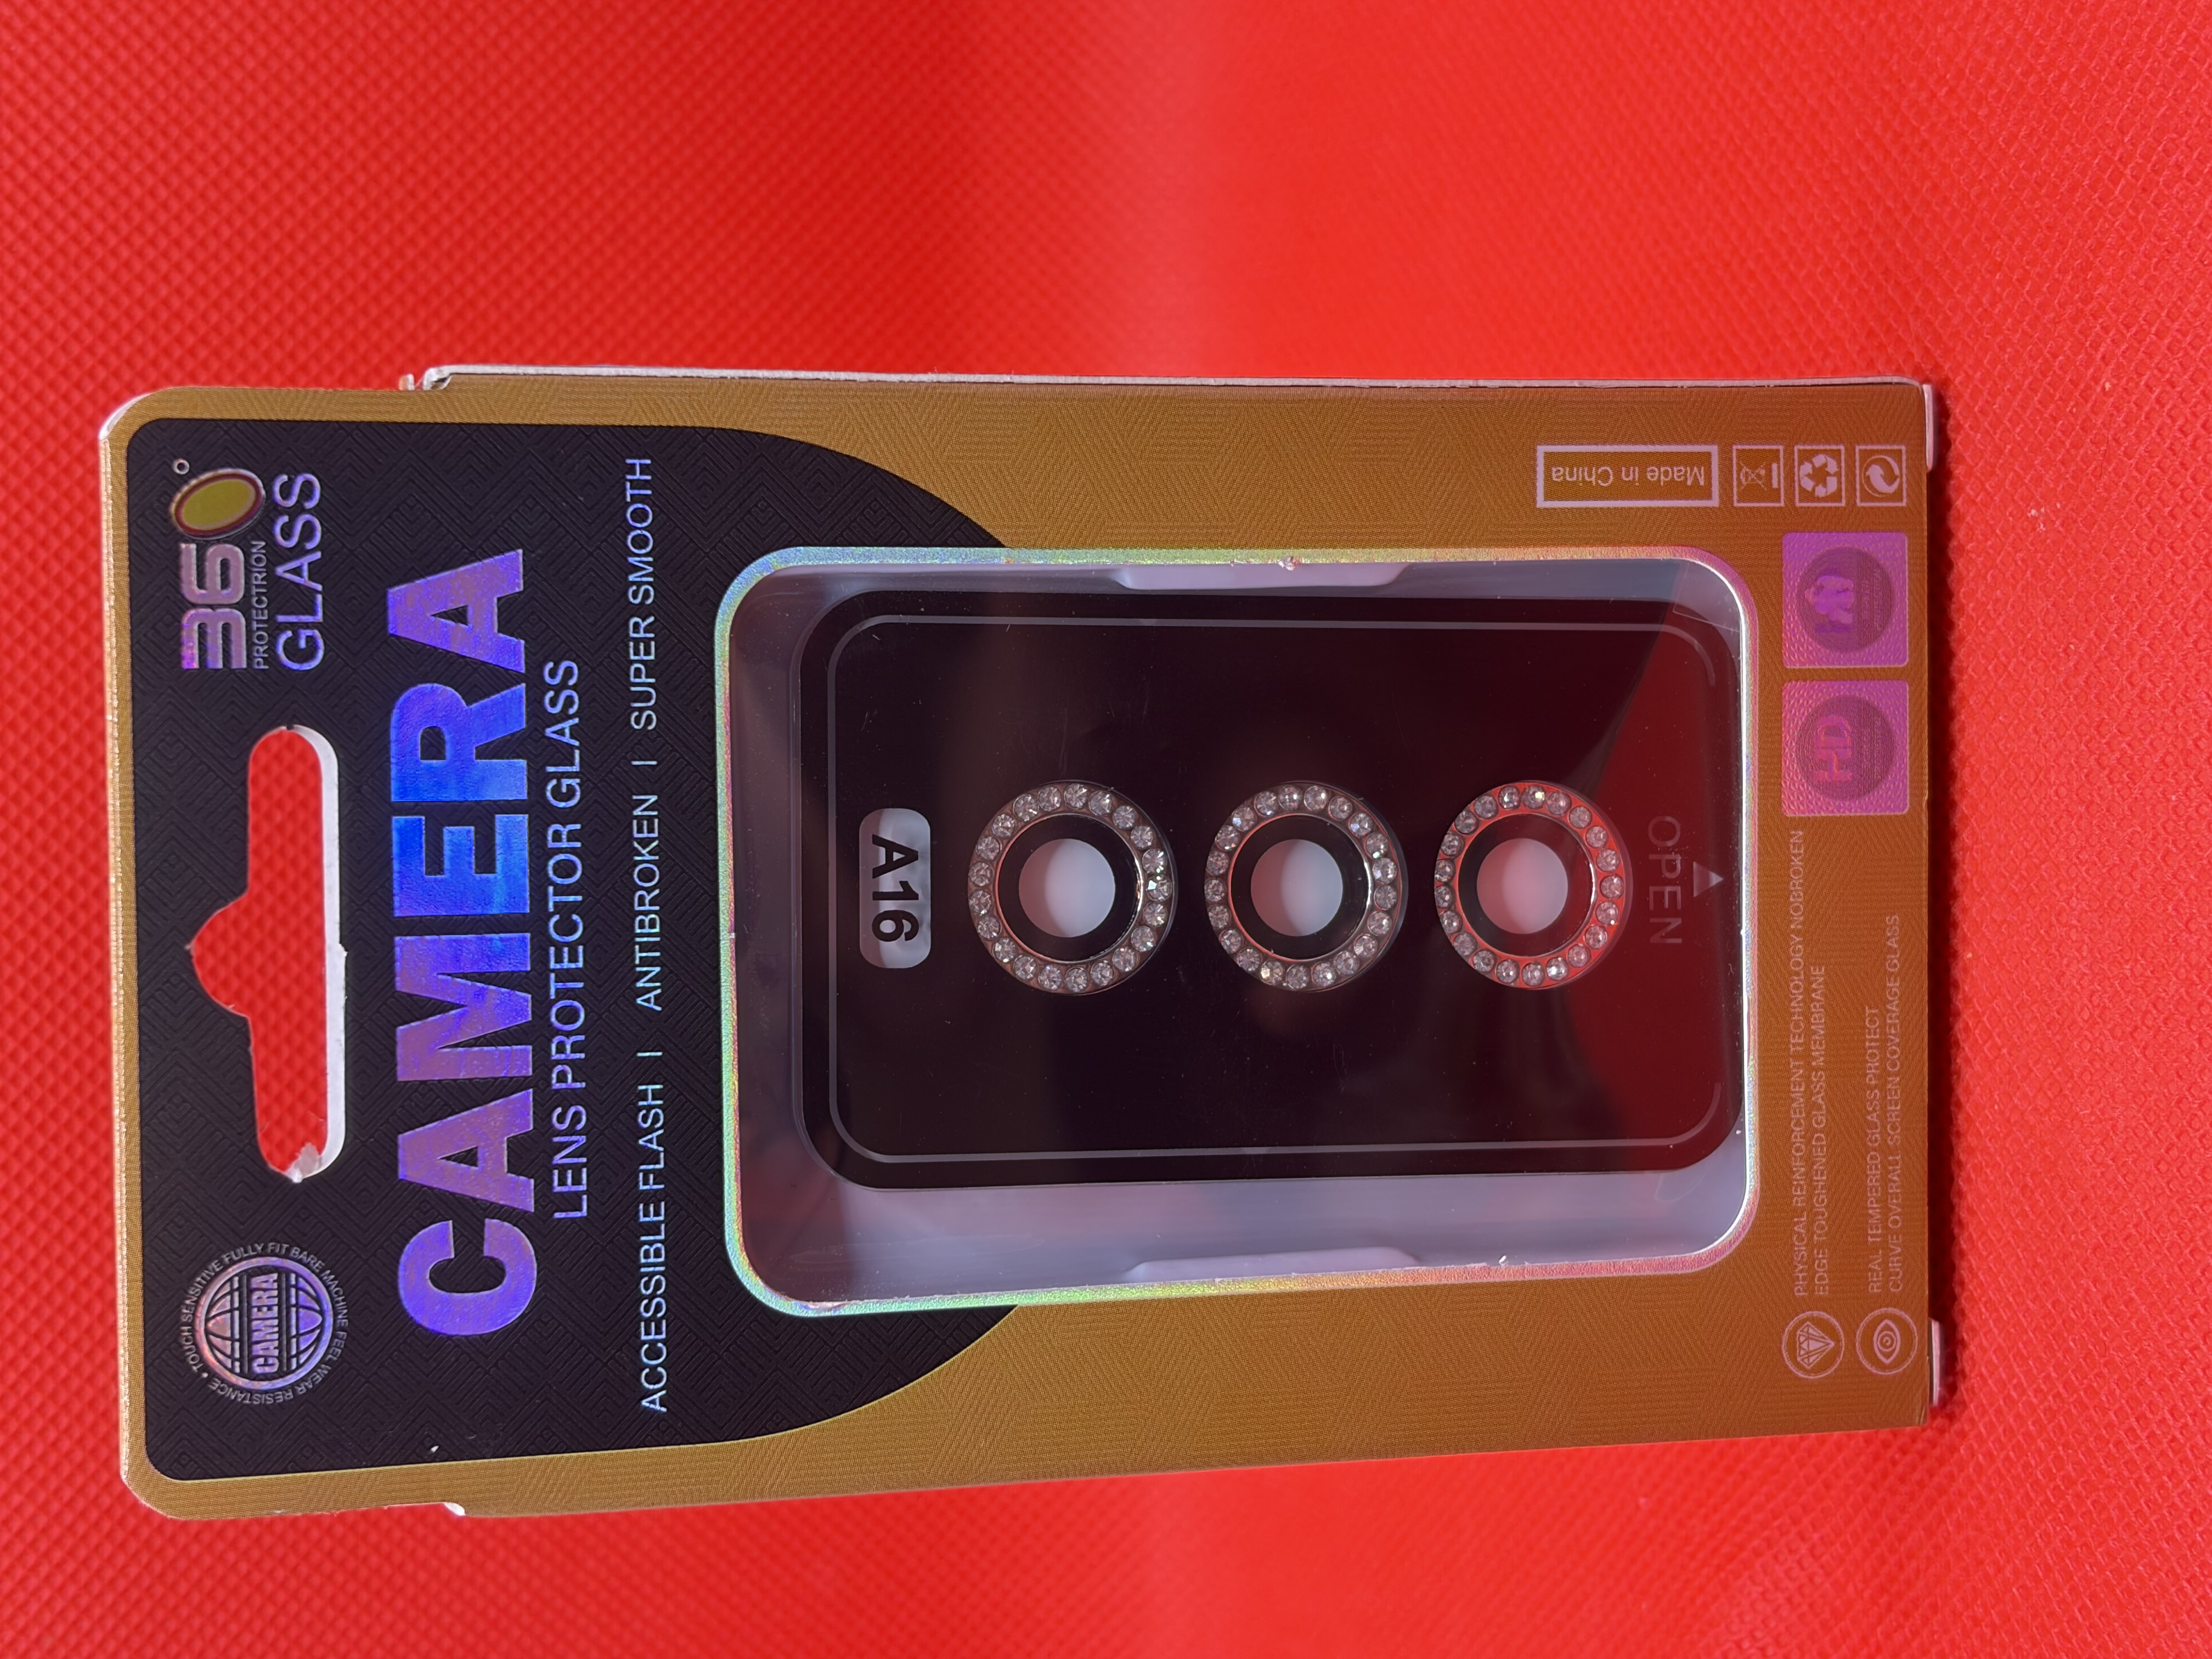 CAMERA
• TOUCH SENSITIVE FULLY FIT BARE MACHINE FEEL WEAR RESISTANCE
360°
PROTECTRION
GLASS
CAMERA
LENS PROTECTOR GLASS
ACCESSIBLE FLASH | ANTIBROKEN | SUPER SMOOTH
A16
OPEN
PHYSICAL REINFORCEMENT TECHNOLOGY NOBROKEN
EDGE TOUGHENED GLASS MEMBRANE
REAL TEMPERED GLASS PROTECT
CURVE OVERALL SCREEN COVERAGE GLASS
HD
Made in China